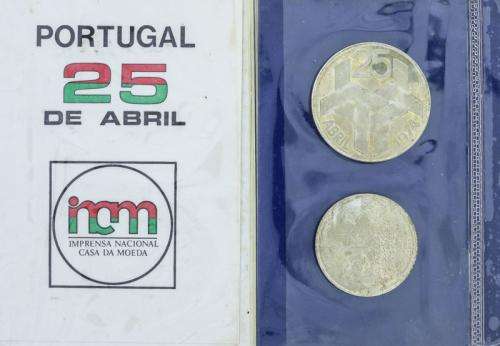 PORTUGAL
25
DE ABRIL
incm
IMPRENSA NACIONAL
CASA DA MOEDA
25
ABRIL 1974